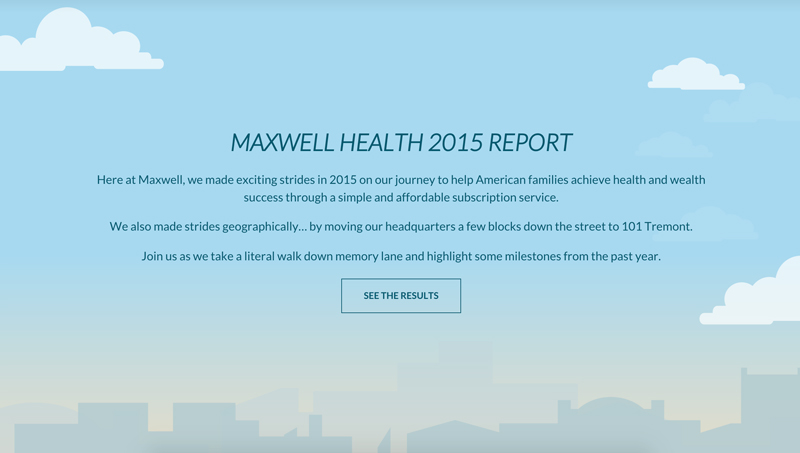 MAXWELL HEALTH 2015 REPORT
Here at Maxwell, we made exciting strides in 2015 on our journey to help American families achieve health and wealth
success through a simple and affordable subscription service.
We also made strides geographically... by moving our headquarters a few blocks down the street to 101 Tremont.
Join us as we take a literal walk down memory lane and highlight some milestones from the past year.
SEE THE RESULTS